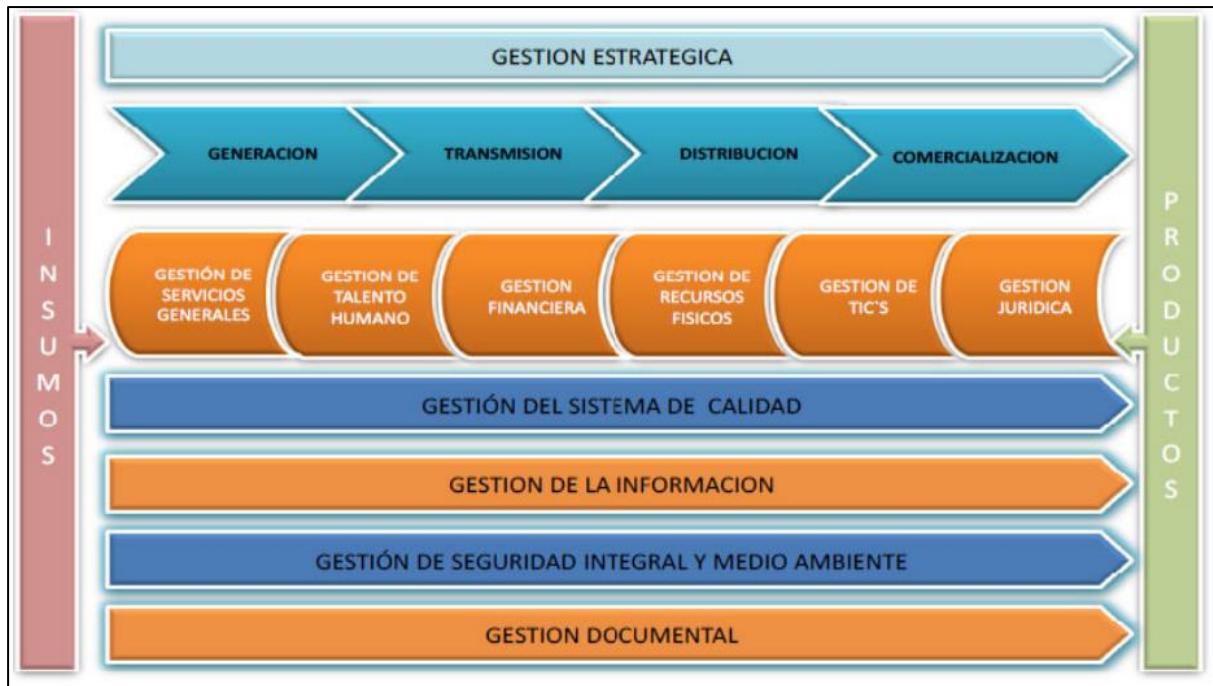 GESTION ESTRATEGICA
GENERACION
TRANSMISION
DISTRIBUCION
COMERCIALIZACION
INSUMOS
PRODUCTOS
GESTIÓN DE
SERVICIOS
GENERALES
GESTION DE
TALENTO
HUMANO
GESTION
FINANCIERA
GESTION DE
RECURSOS
FISICOS
GESTION DE
TIC`S
GESTION
JURIDICA
GESTIÓN DEL SISTEMA DE CALIDAD
GESTION DE LA INFORMACION
GESTIÓN DE SEGURIDAD INTEGRAL Y MEDIO AMBIENTE
GESTION DOCUMENTAL